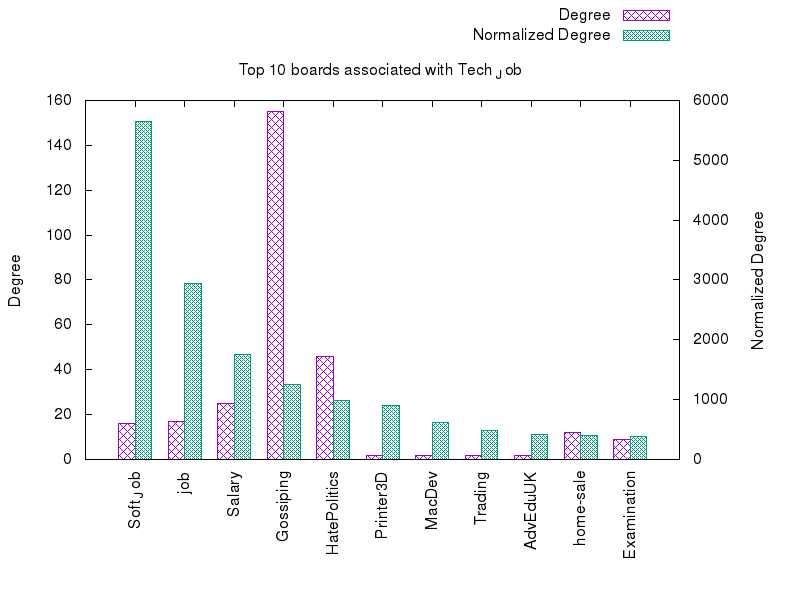 Degree
Normalized Degree
Top 10 boards associated with Tech_Job
160
140
120
100
80
60
40
20
0
6000
5000
4000
3000
2000
1000
0
Degree
Normalized Degree
Soft_Job
job
Salary
Gossiping
HatePolitics
Printer3D
MacDev
Trading
AdvEduUK
home-sale
Examination